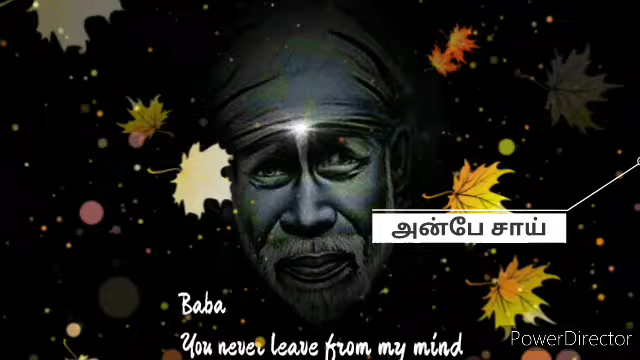 அன்பே சாய்
Baba
You never leave from my mind
PowerDirector